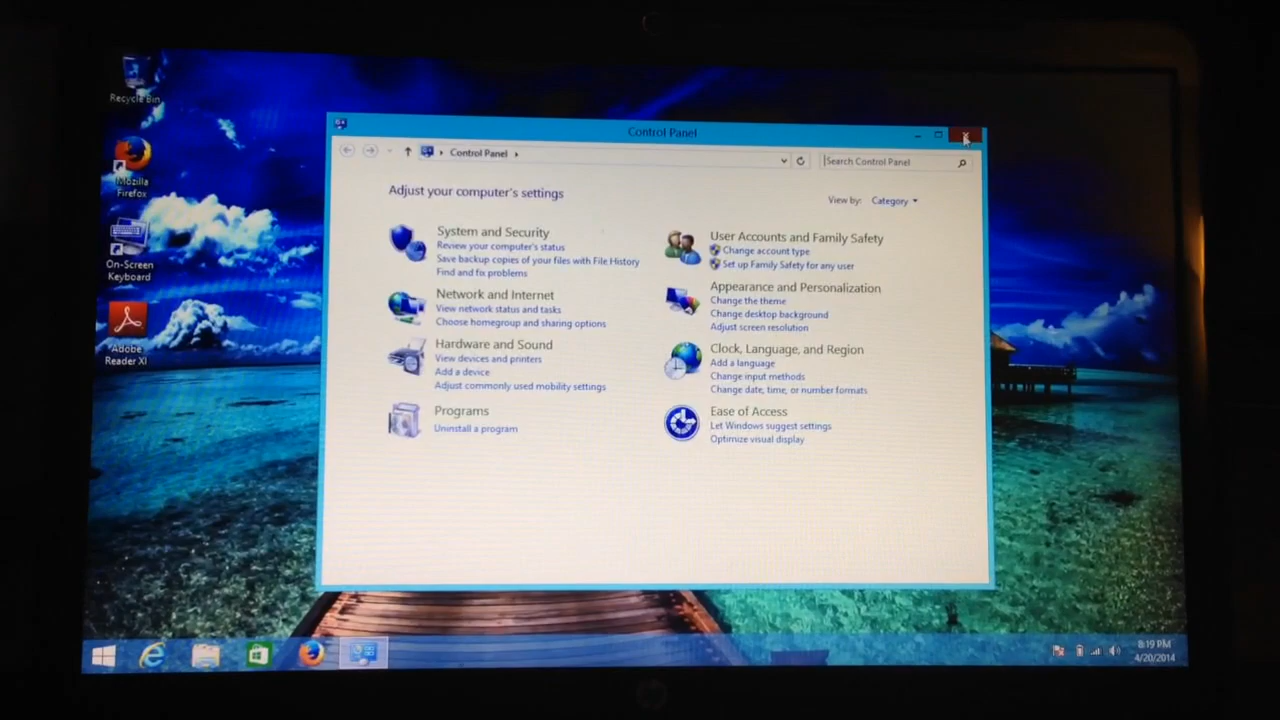 Recycle Bin
Mozilla
Firefox
On-Screen
Keyboard
Adobe
Reader XI
Control Panel
Control Panel
Search Control Panel
Adjust your computer's settings
View by: Category
System and Security
Review your computer's status
Save backup copies of your files with File History
Find and fix problems
Network and Internet
View network status and tasks
Choose homegroup and sharing options
Hardware and Sound
View devices and printers
Add a device
Adjust commonly used mobility settings
Programs
Uninstall a program
User Accounts and Family Safety
Change account type
Set up Family Safety for any user
Appearance and Personalization
Change the theme
Change desktop background
Adjust screen resolution
Clock, Language, and Region
Add a language
Change input methods
Change date, time, or number formats
Ease of Access
Let Windows suggest settings
Optimize visual display
8:19 PM
4/20/2014